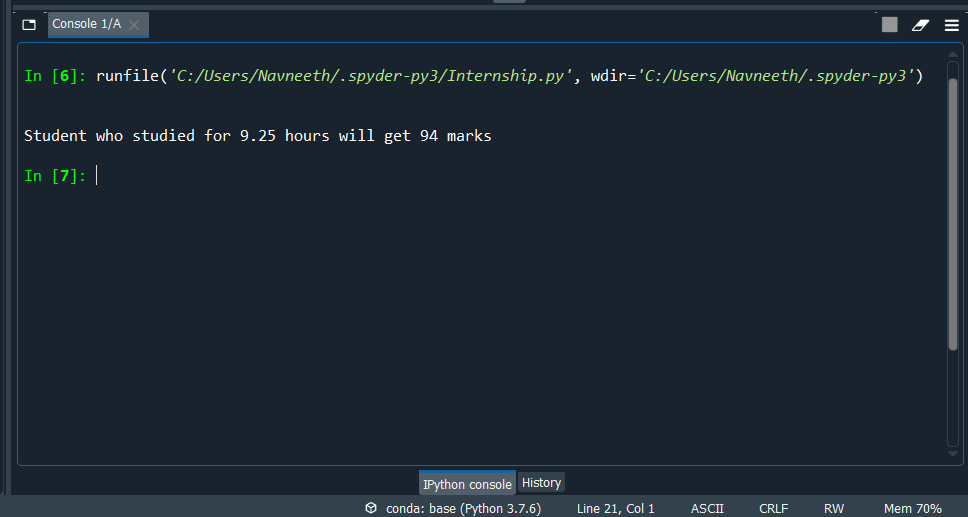 Console 1/A
In [6]: runfile('C:/Users/Navneeth/.spyder-py3/Internship.py', wdir='C:/Users/Navneeth/.spyder-py3')
Student who studied for 9.25 hours will get 94 marks
In [7]:
IPython console History
conda: base (Python 3.7.6) Line 21, Col 1 ASCII CRLF RW Mem 70%